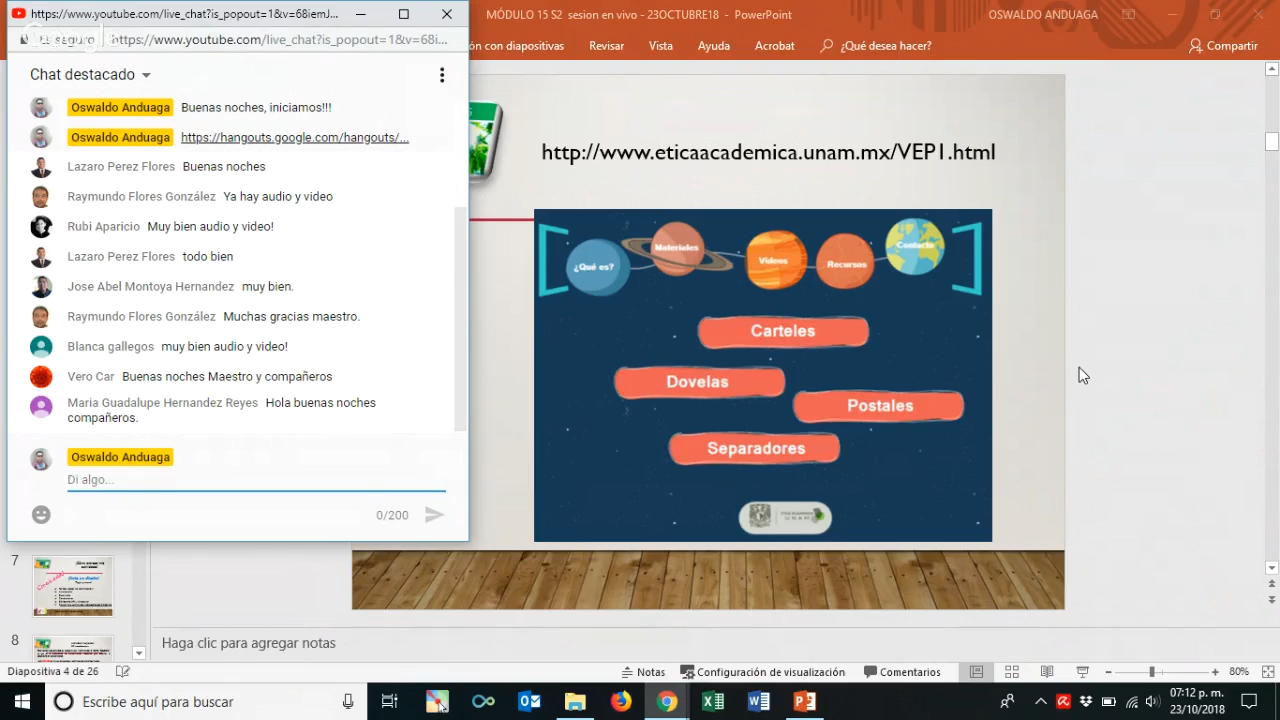 https://www.youtube.com/live_chat?is_popout=1&v=68iemJ...
https://www.youtube.com/live_chat?is_popout=1&v=68i...
Chat destacado
Oswaldo Anduaga Buenas noches, iniciamos!!!
Oswaldo Anduaga https://hangouts.google.com/hangouts/...
Lazaro Perez Flores Buenas noches
Raymundo Flores González Ya hay audio y video
Rubi Aparicio Muy bien audio y video!
Lazaro Perez Flores todo bien
Jose Abel Montoya Hernandez muy bien.
Raymundo Flores González Muchas gracias maestro.
Blanca gallegos muy bien audio y video!
Vero Car Buenas noches Maestro y compañeros
Maria Guadalupe Hernandez Reyes Hola buenas noches
compañeros.
Oswaldo Anduaga
Di algo...
0/200
MÓDULO 15 S2 sesion en vivo - 23OCTUBRE18 - PowerPoint
OSWALDO ANDUAGA
ón con diapositivas Revisar Vista Ayuda Acrobat ¿Qué desea hacer? Compartir
http://www.eticaacademica.unam.mx/VEP1.html
¿Qué es? Materiales Videos Recursos Contacto
Carteles
Dovelas
Postales
Separadores
7
8
Haga clic para agregar notas
Diapositiva 4 de 26 Notas Configuración de visualización Comentarios 80%
Escribe aquí para buscar
07:12 p. m.
23/10/2018